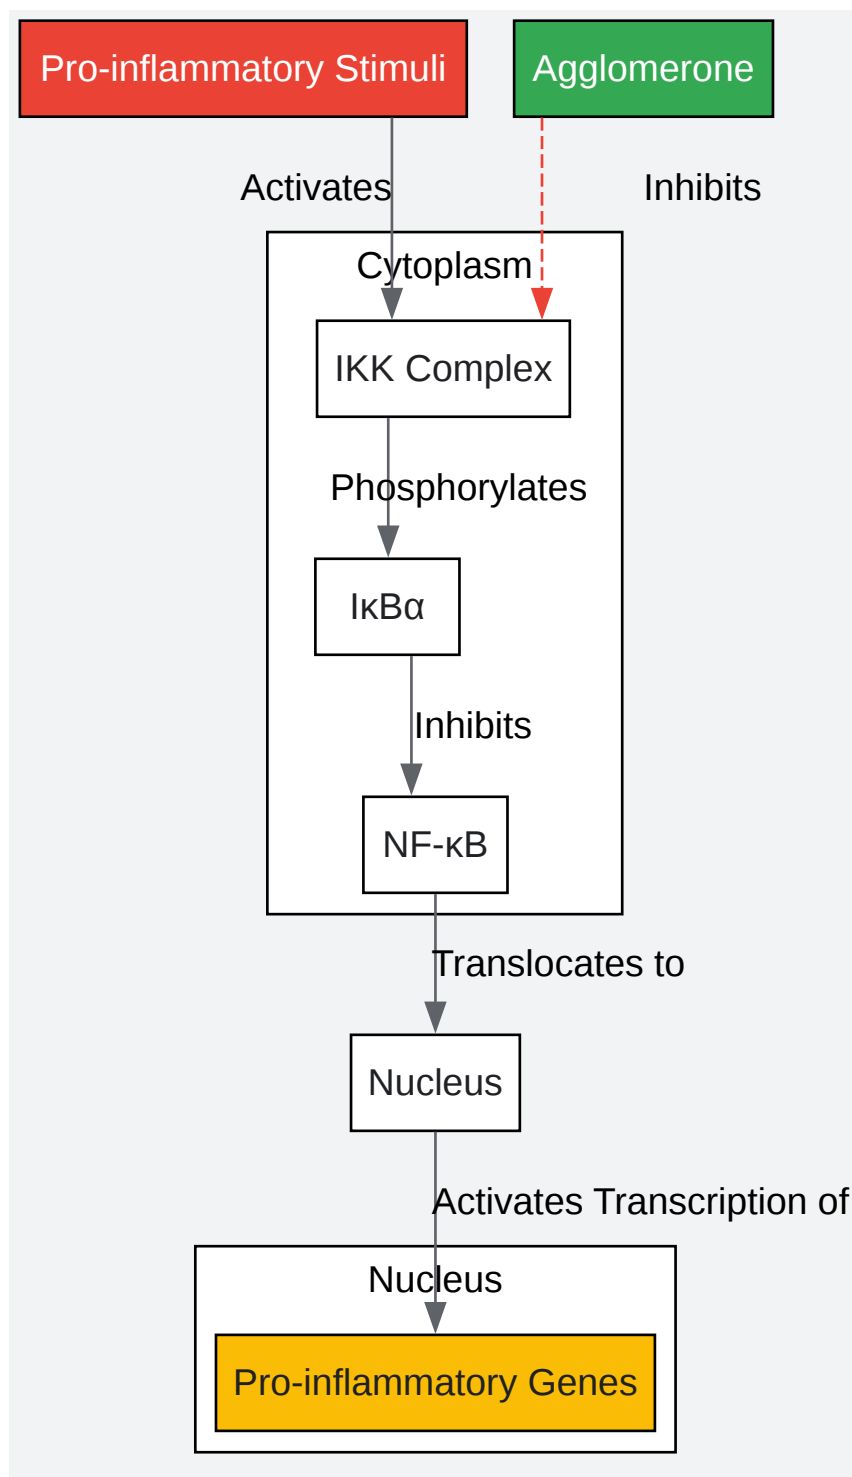 Pro-inflammatory Stimuli
Agglomerone
Activates
Inhibits
Cytoplasm
IKK Complex
Phosphorylates
IκBα
Inhibits
NF-κB
Translocates to
Nucleus
Activates Transcription of
Nucleus
Pro-inflammatory Genes